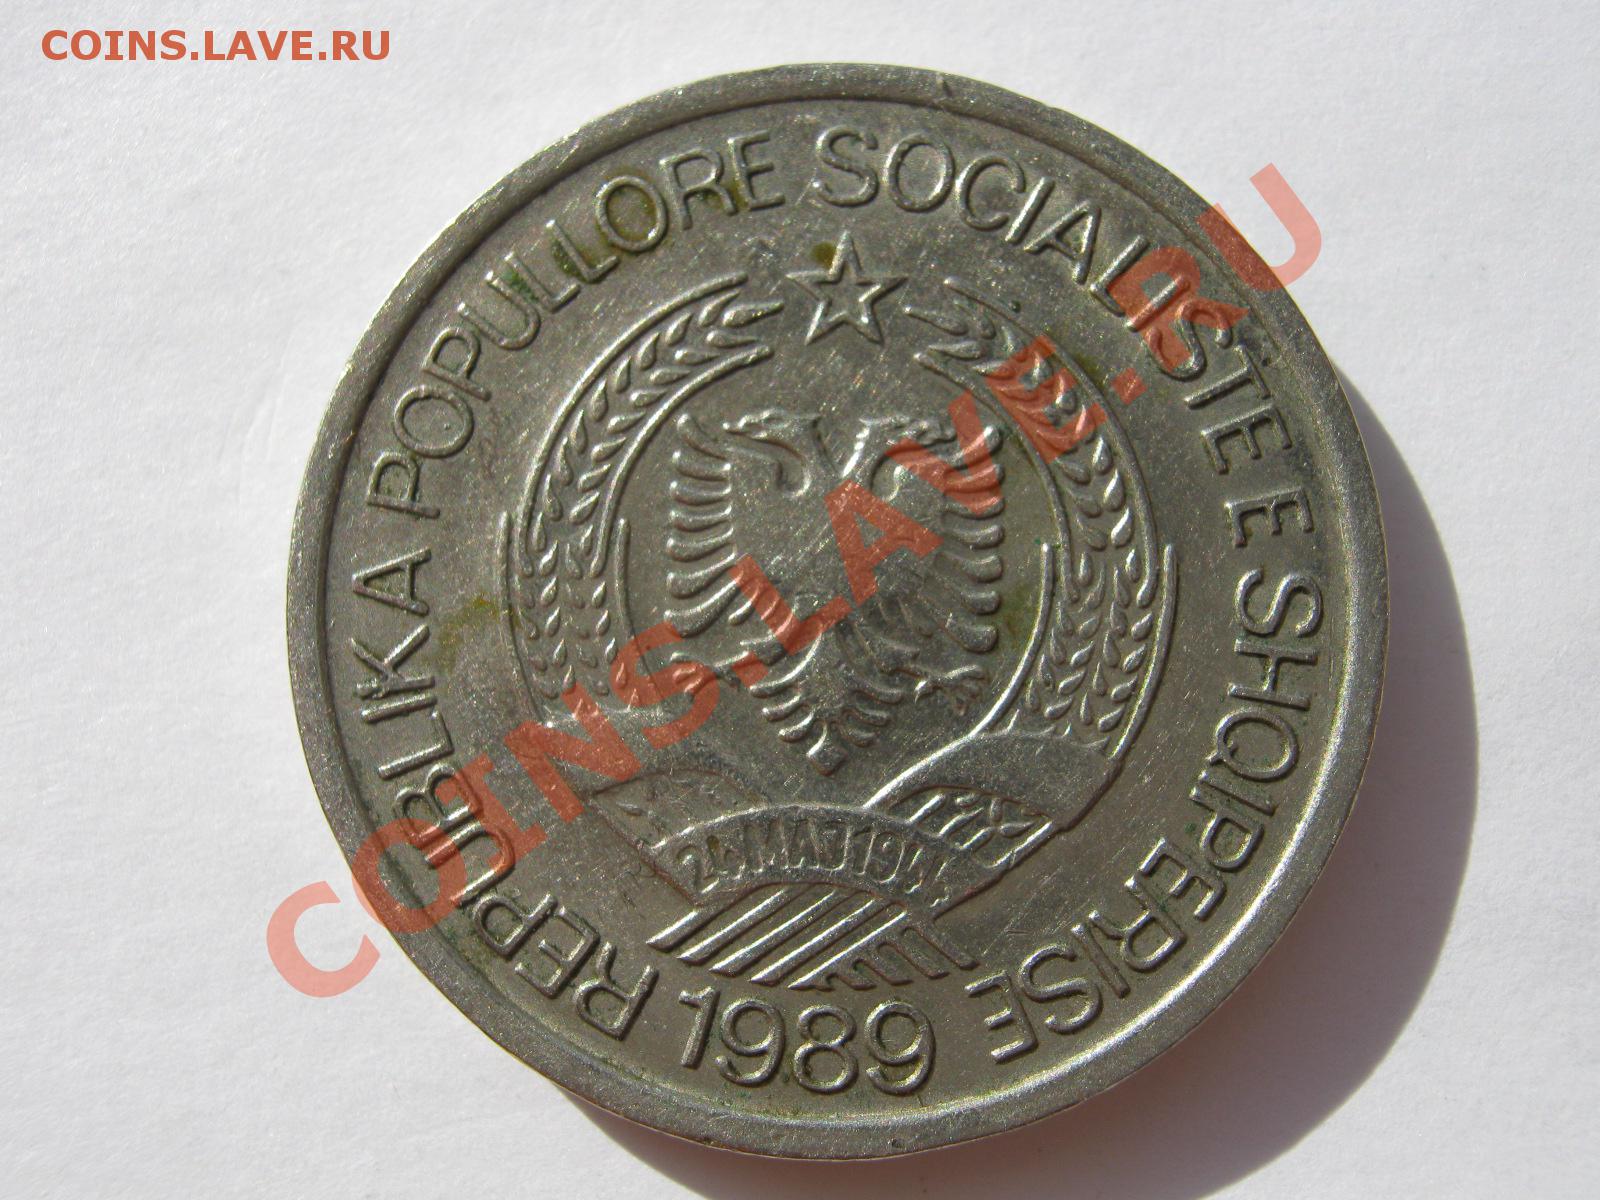 COINS.LAVE.RU
REPUBLIKA POPULLORE SOCIALISTE E SHQIPERISE
24 MAJ 1944
1989
COINS.LAVE.RU